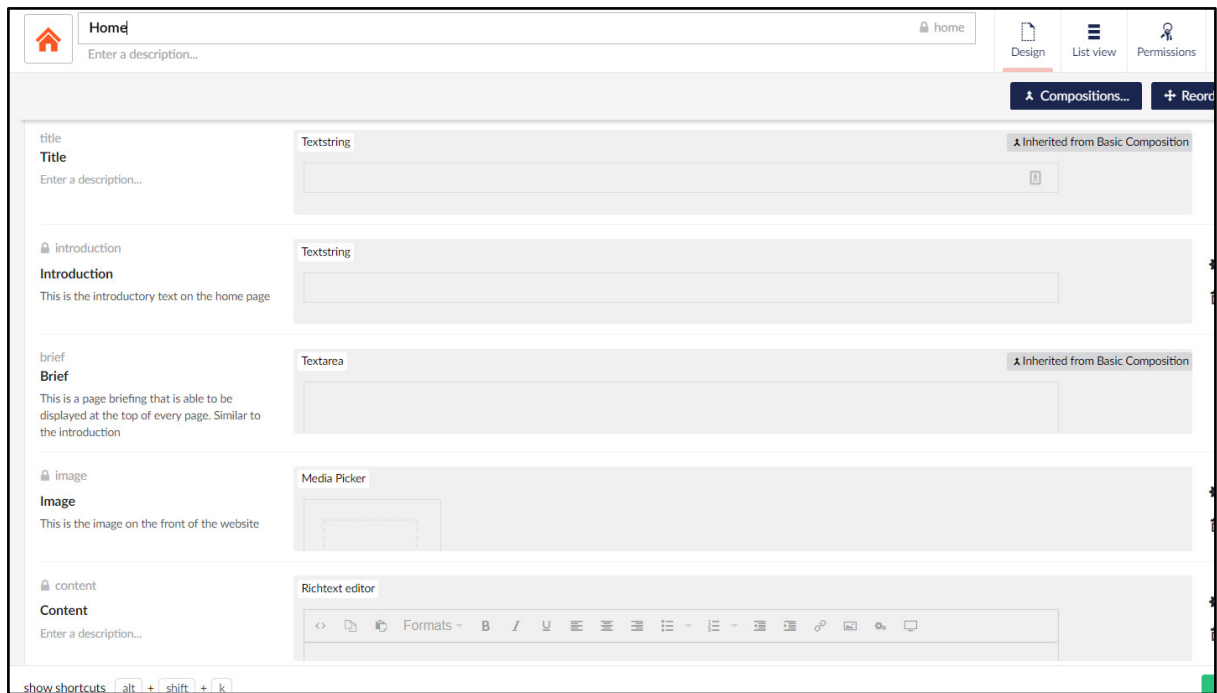 Home
home
Enter a description...
Design
List view
Permissions
Compositions...
Reord
title
Title
Enter a description...
Textstring
Inherited from Basic Composition
introduction
Introduction
This is the introductory text on the home page
Textstring
brief
Brief
This is a page briefing that is able to be
displayed at the top of every page. Similar to
the introduction
Textarea
Inherited from Basic Composition
image
Image
This is the image on the front of the website
Media Picker
content
Content
Enter a description...
Richtext editor
Formats
B I U
show shortcuts alt + shift + k